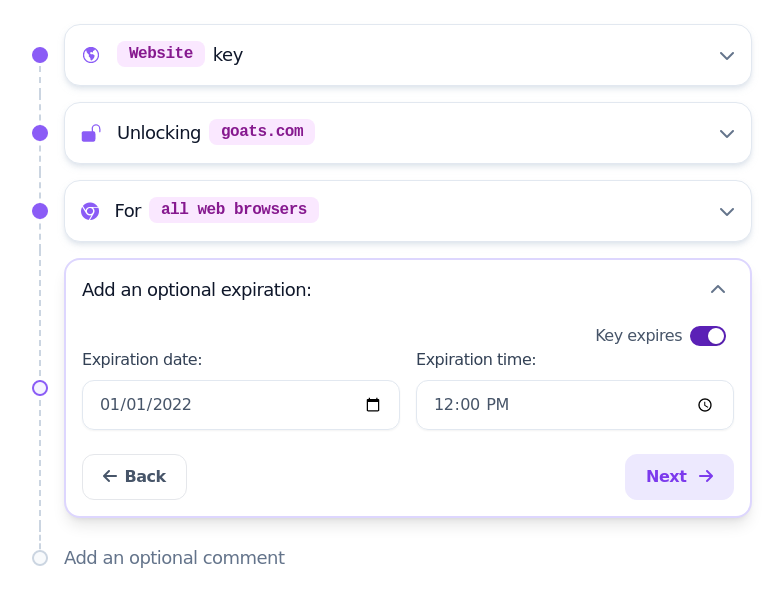 Website key
Unlocking goats.com
For all web browsers
Add an optional expiration:
Key expires
Expiration date: Expiration time:
01/01/2022 12:00 PM
Back Next
Add an optional comment